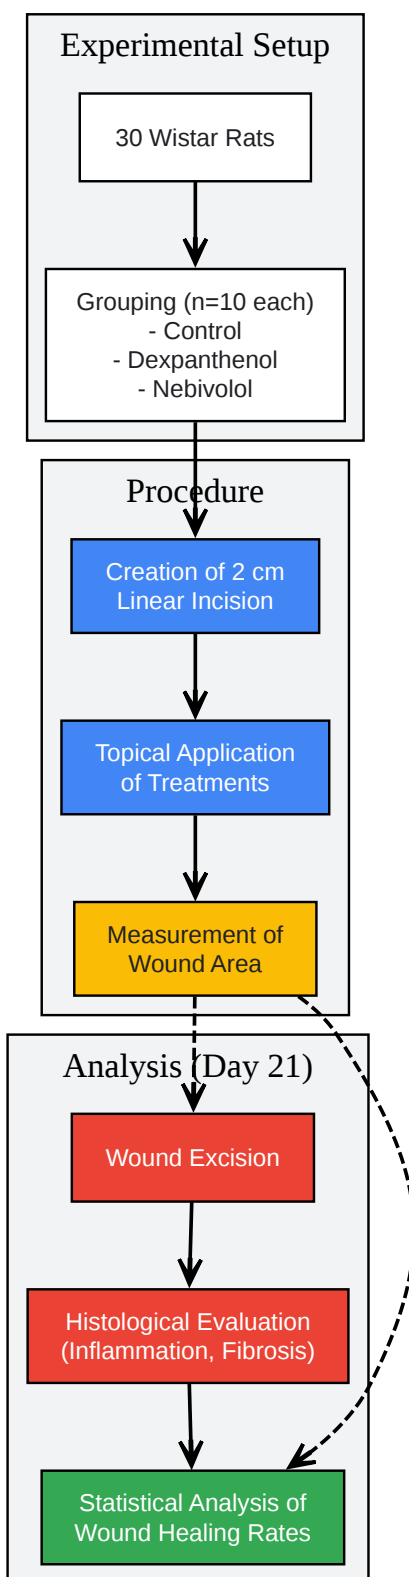 Experimental Setup
30 Wistar Rats
Grouping (n=10 each)
- Control
- Dexpanthenol
- Nebivolol
Procedure
Creation of 2 cm
Linear Incision
Topical Application
of Treatments
Measurement of
Wound Area
Analysis (Day 21)
Wound Excision
Histological Evaluation
(Inflammation, Fibrosis)
Statistical Analysis of
Wound Healing Rates